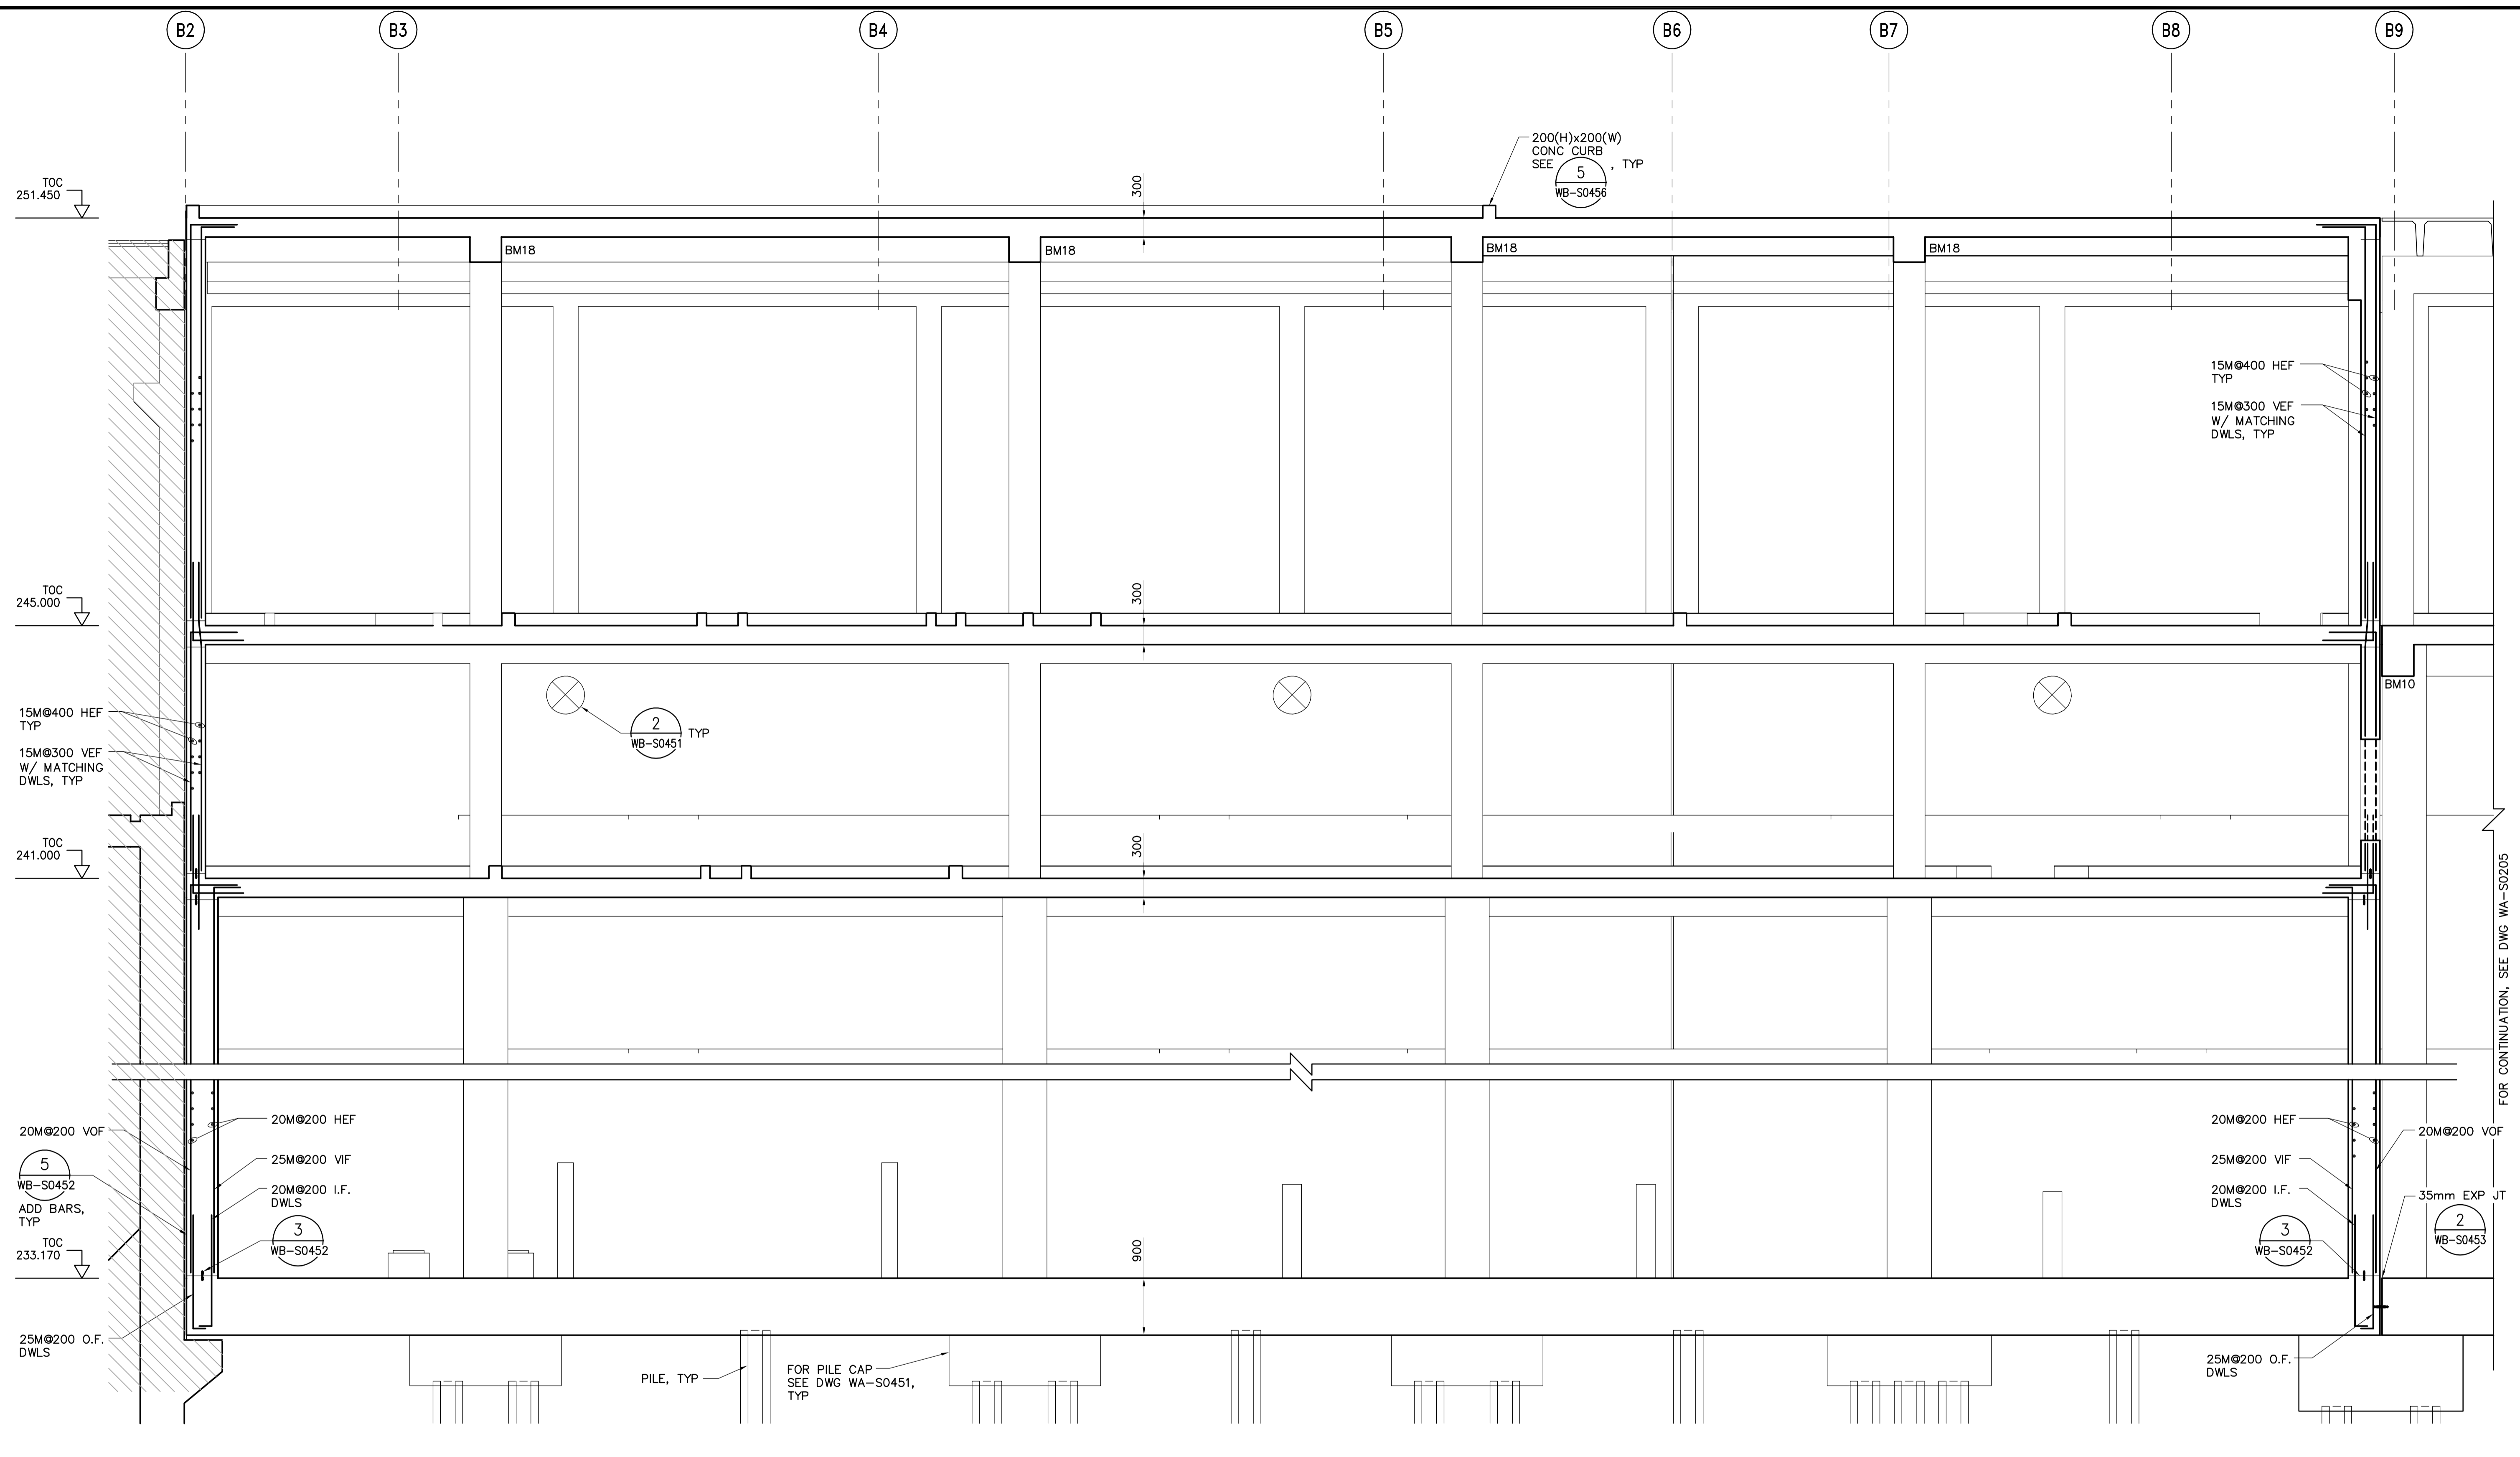 B2
B3
B4
B5
B6
B7
B8
B9
200(H)x200(W)
CONC CURB
SEE
5
WB-S0456
, TYP
TOC
251.450
300
BM18
BM18
BM18
BM18
15M@400 HEF
TYP
15M@300 VEF
W/ MATCHING
DWLS, TYP
TOC
245.000
300
BM10
15M@400 HEF
TYP
15M@300 VEF
W/ MATCHING
DWLS, TYP
2
WB-S0451
TYP
TOC
241.000
300
FOR CONTINUATION, SEE DWG WA-S0205
20M@200 VOF
5
WB-S0452
ADD BARS,
TYP
20M@200 HEF
25M@200 VIF
20M@200 I.F.
DWLS
3
WB-S0452
TOC
233.170
25M@200 O.F.
DWLS
900
PILE, TYP
FOR PILE CAP
SEE DWG WA-S0451,
TYP
20M@200 HEF
25M@200 VIF
20M@200 I.F.
DWLS
3
WB-S0452
20M@200 VOF
35mm EXP JT
2
WB-S0453
25M@200 O.F.
DWLS